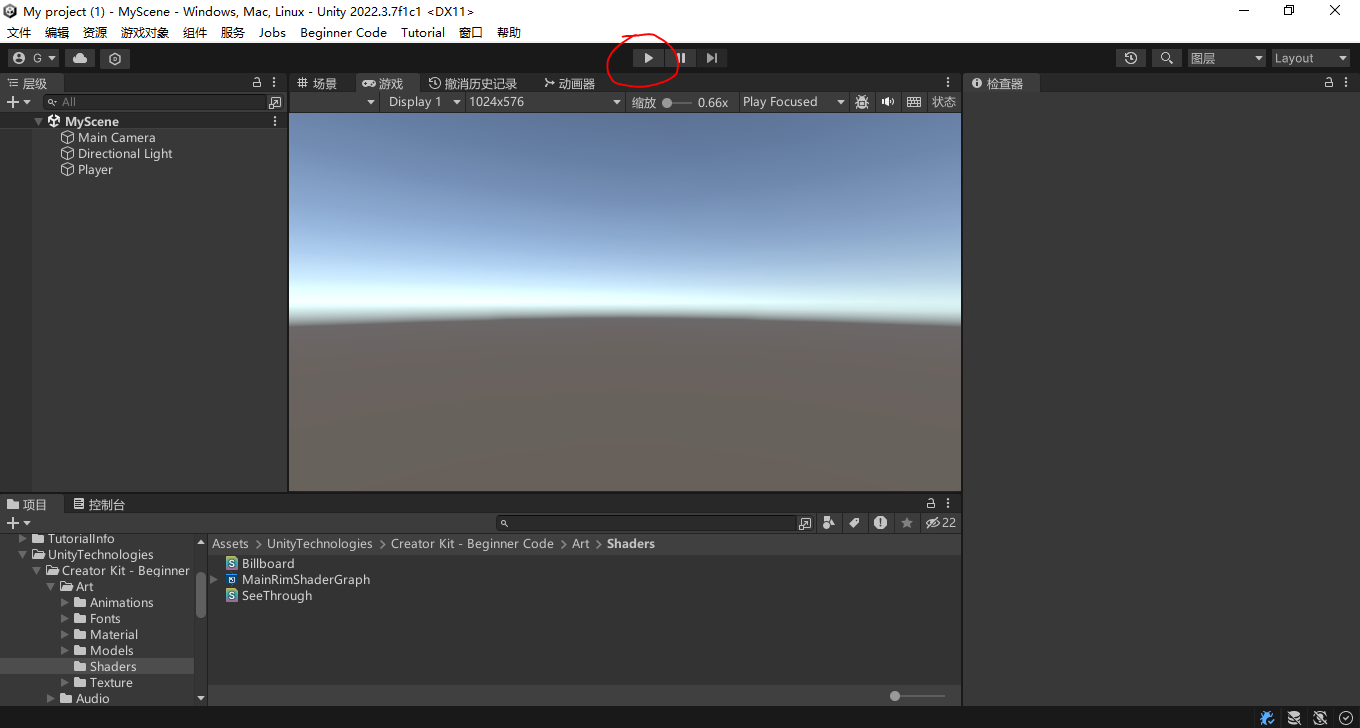 My project (1) - MyScene - Windows, Mac, Linux - Unity 2022.3.7f1c1 <DX11>
文件 编辑 资源 游戏对象 组件 服务 Jobs Beginner Code Tutorial 窗口 帮助
G 图层 Layout
层级 场景 游戏 撤消历史记录 动画器 检查器
All Display 1 1024x576 缩放 0.66x Play Focused 状态
MyScene
Main Camera
Directional Light
Player
项目 控制台
22
TutorialInfo
UnityTechnologies
Creator Kit - Beginner
Art
Animations
Fonts
Material
Models
Shaders
Texture
Audio
Assets > UnityTechnologies > Creator Kit - Beginner Code > Art > Shaders
Billboard
MainRimShaderGraph
SeeThrough